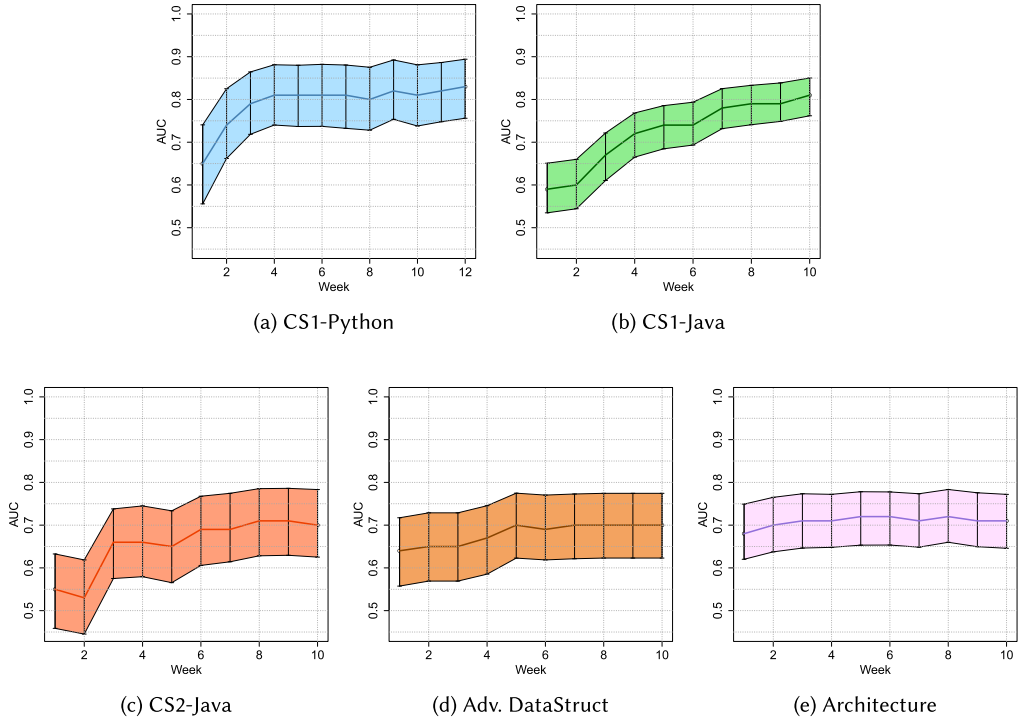 1.0
0.9
0.8
0.7
0.6
0.5
AUC
2 4 6 8 10 12
Week
(a) CS1-Python
1.0
0.9
0.8
0.7
0.6
0.5
AUC
2 4 6 8 10
Week
(b) CS1-Java
1.0
0.9
0.8
0.7
0.6
0.5
AUC
2 4 6 8 10
Week
(c) CS2-Java
1.0
0.9
0.8
0.7
0.6
0.5
AUC
2 4 6 8 10
Week
(d) Adv. DataStruct
1.0
0.9
0.8
0.7
0.6
0.5
AUC
2 4 6 8 10
Week
(e) Architecture